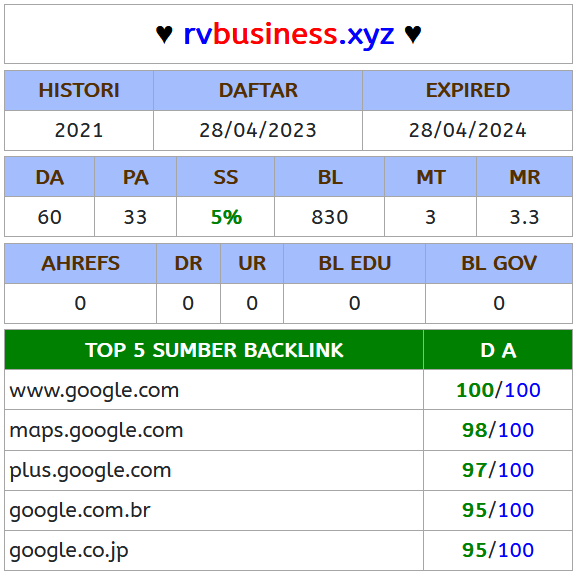 ♥ rvbusiness.xyz ♥
HISTORI DAFTAR EXPIRED
2021 28/04/2023 28/04/2024
DA PA SS BL MT MR
60 33 5% 830 3 3.3
AHREFS DR UR BL EDU BL GOV
0 0 0 0 0
TOP 5 SUMBER BACKLINK D A
www.google.com 100/100
maps.google.com 98/100
plus.google.com 97/100
google.com.br 95/100
google.co.jp 95/100